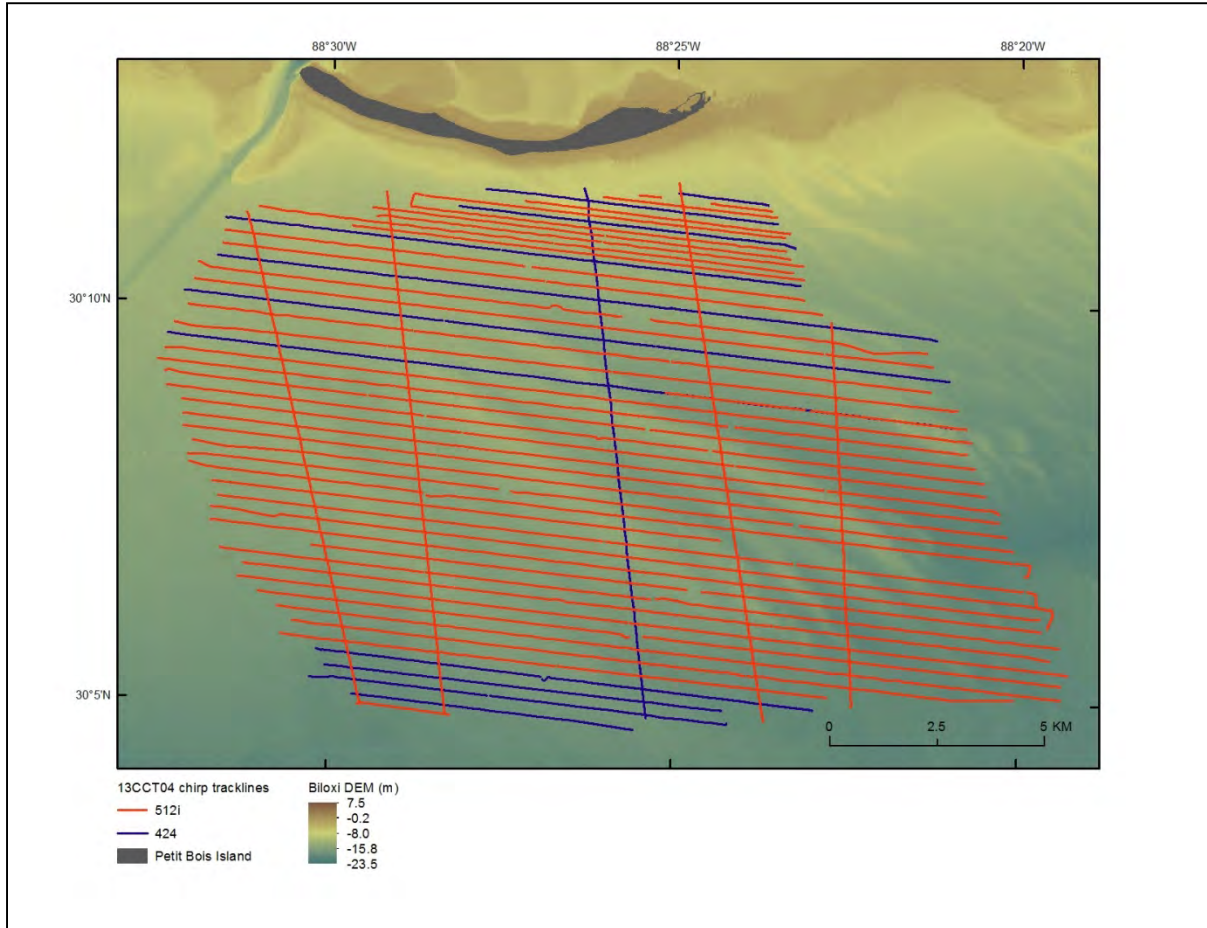 88°30'W 88°25'W 88°20'W
30°10'N
30°5'N
0 2.5 5 KM
13CCT04 chirp tracklines
512i
424
Petit Bois Island
Biloxi DEM (m)
7.5
-0.2
-8.0
-15.8
-23.5